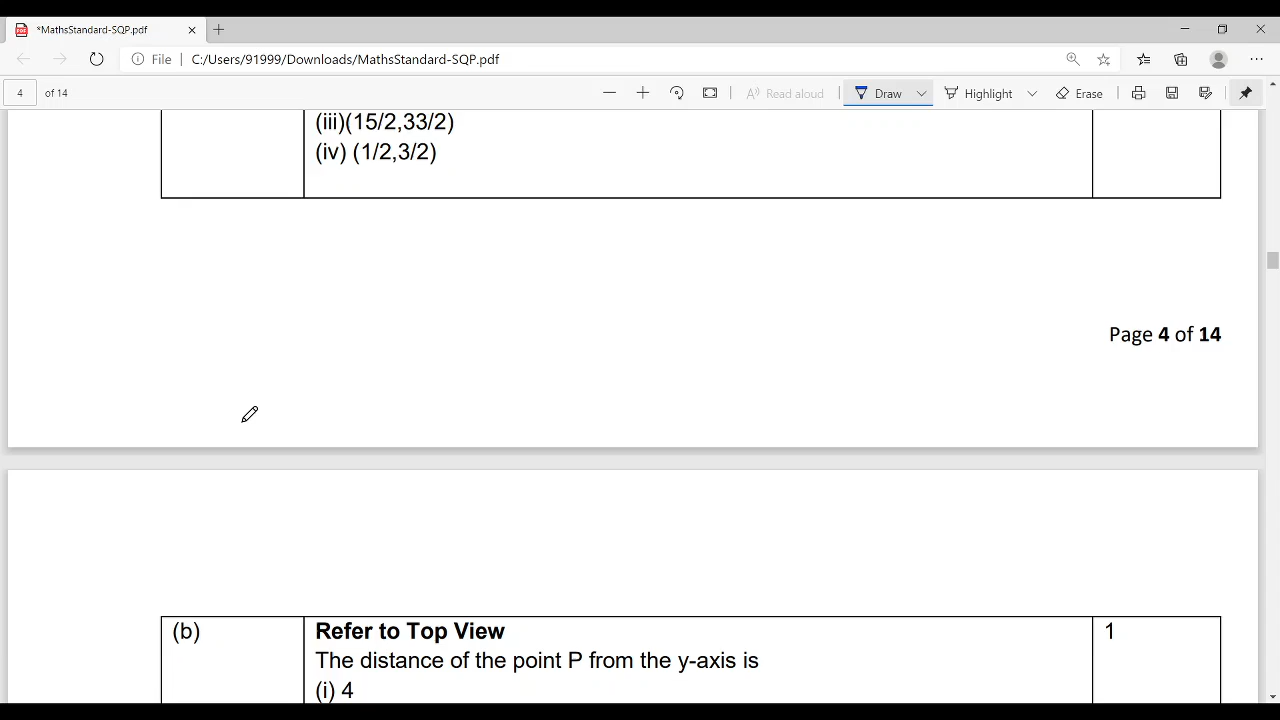 *MathsStandard-SQP.pdf
File | C:/Users/91999/Downloads/MathsStandard-SQP.pdf
4 of 14
Read aloud
Draw
Highlight
Erase
(iii)(15/2,33/2)
(iv) (1/2,3/2)
Page 4 of 14
(b) Refer to Top View 1
The distance of the point P from the y-axis is
(i) 4